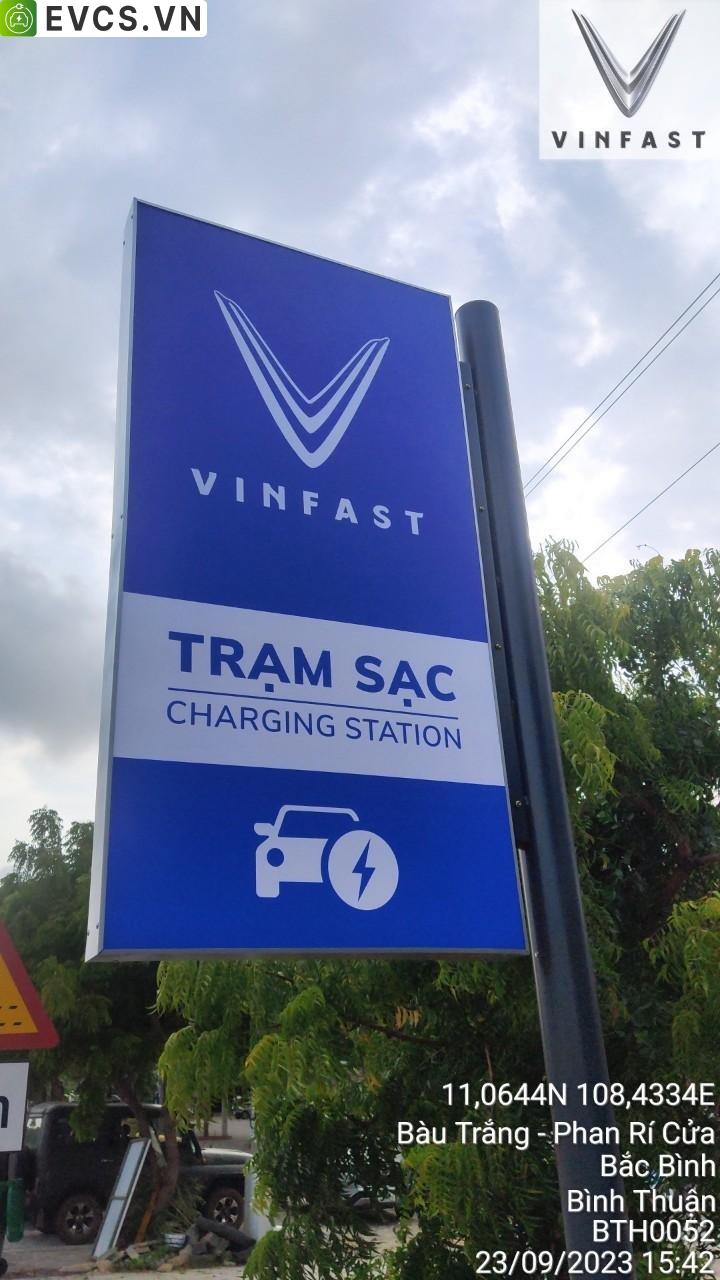 EVCS.VN
VINFAST
VINFAST
TRẠM SẠC
CHARGING STATION
11,0644N 108,4334E
Bàu Trắng - Phan Rí Cửa
Bắc Bình
Bình Thuận
BTH0052
23/09/2023 15:42